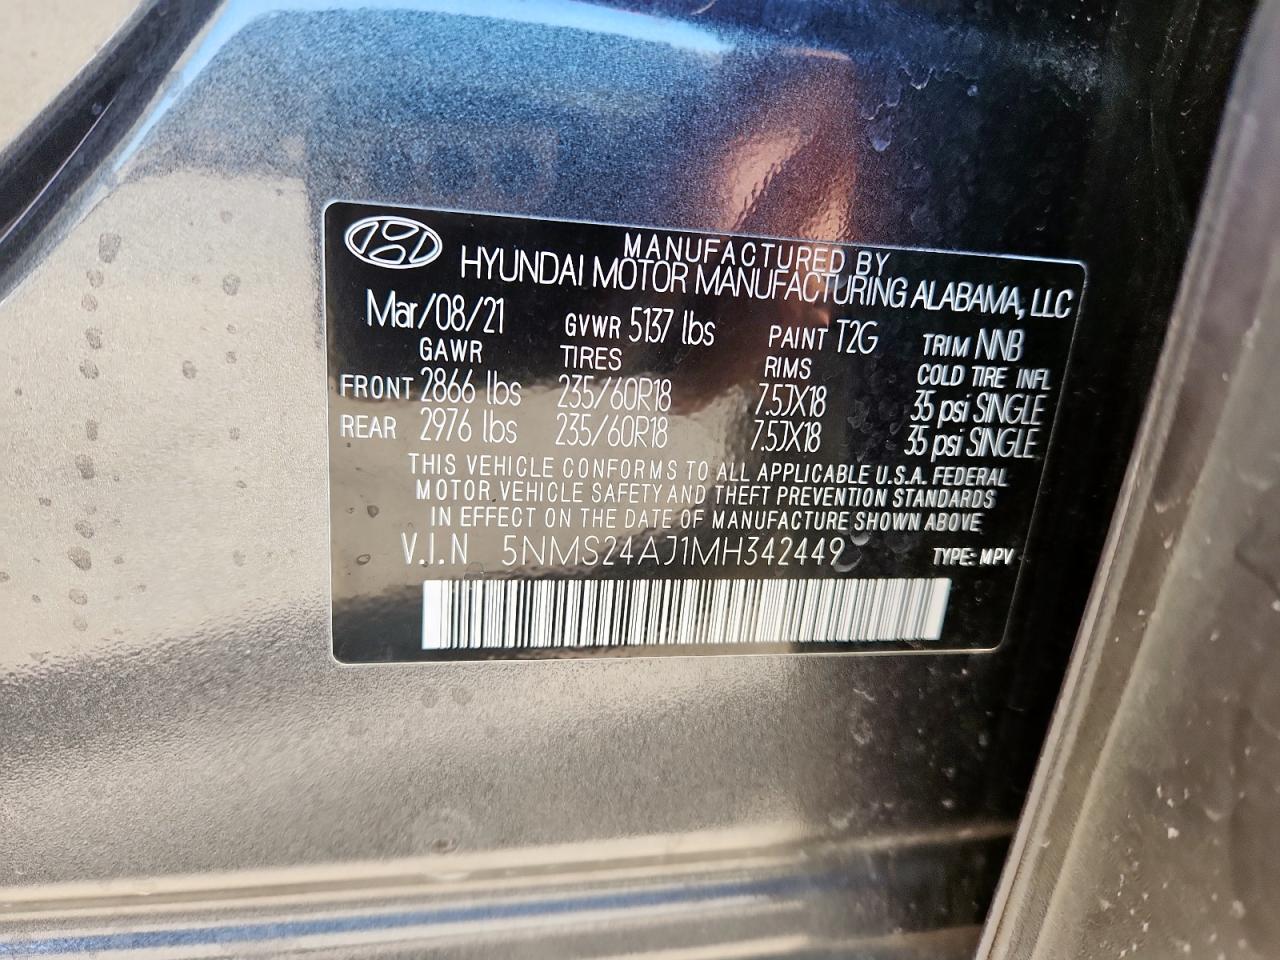 MANUFACTURED BY
HYUNDAI MOTOR MANUFACTURING ALABAMA, LLC
Mar/08/21 GVWR 5137 lbs PAINT T2G TRIM NNB
GAWR TIRES RIMS COLD TIRE INFL
FRONT 2866 lbs 235/60R18 7.5JX18 35 psi SINGLE
REAR 2976 lbs 235/60R18 7.5JX18 35 psi SINGLE
THIS VEHICLE CONFORMS TO ALL APPLICABLE U.S.A. FEDERAL
MOTOR VEHICLE SAFETY AND THEFT PREVENTION STANDARDS
IN EFFECT ON THE DATE OF MANUFACTURE SHOWN ABOVE
V.I.N 5NMS24AJ1MH342449 TYPE: MPV